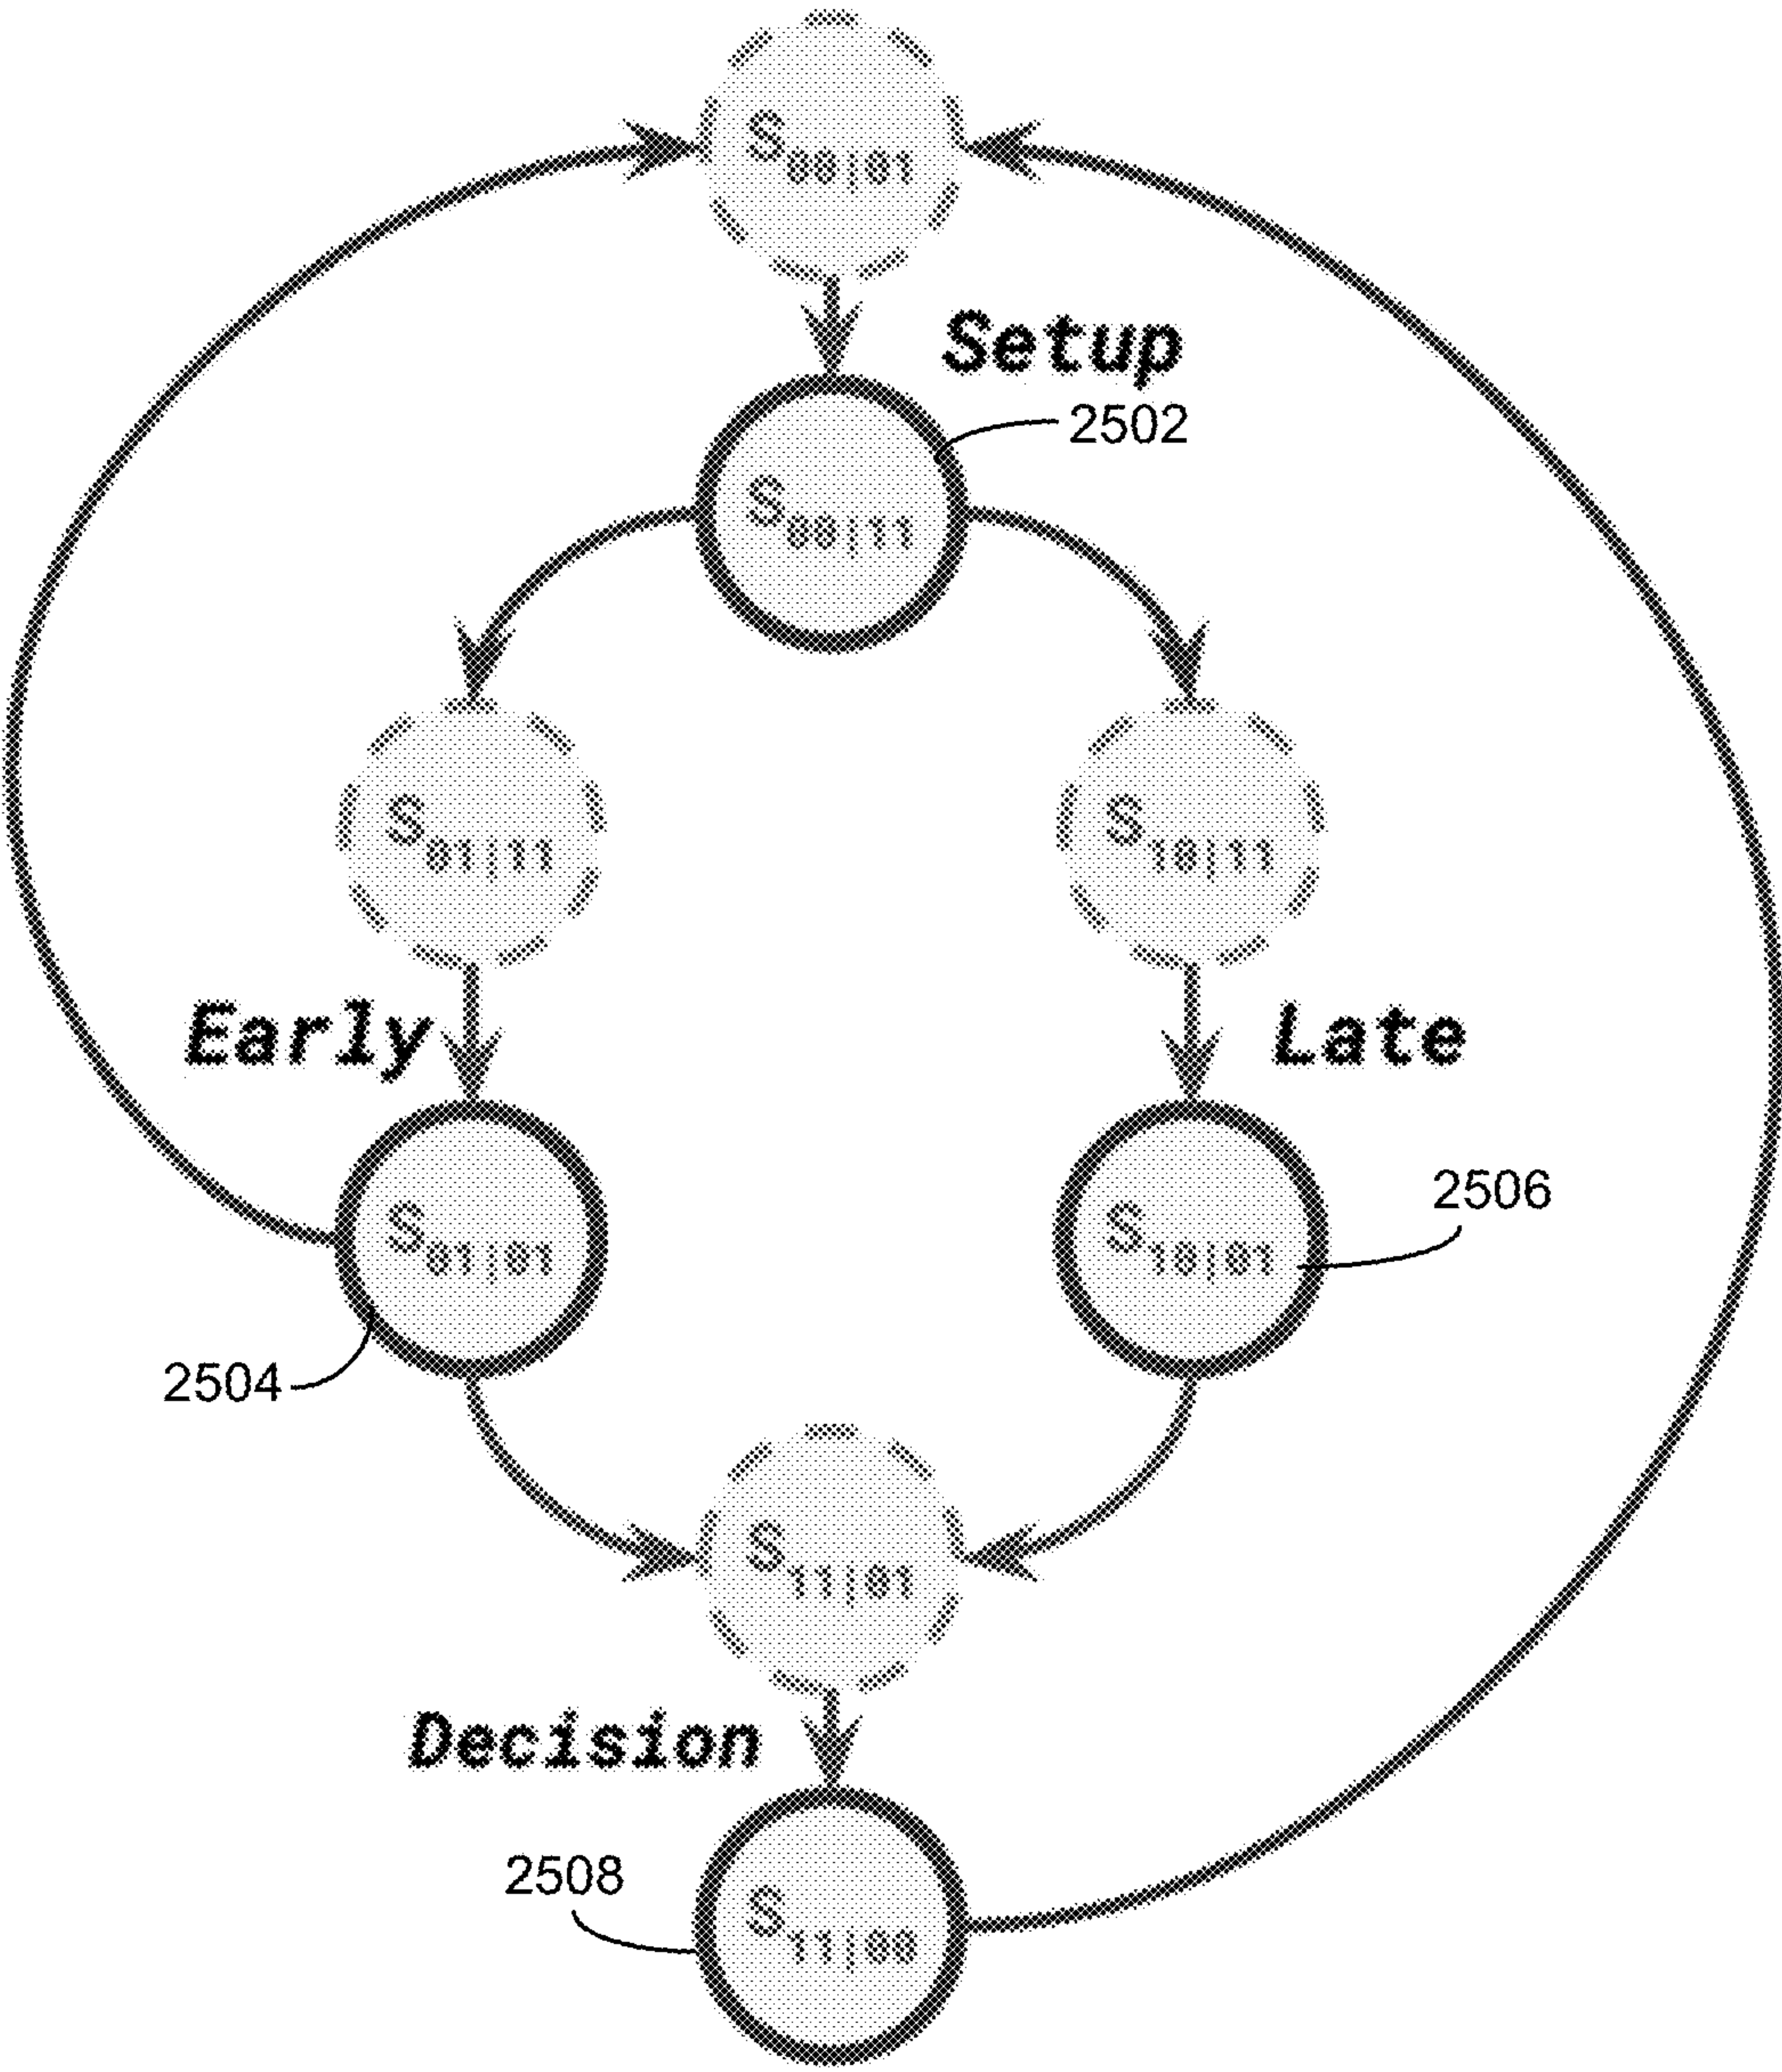 S00|01
Setup
2502
S00|11
S01|11
S10|11
Early
Late
S01|01
S10|01
2506
2504
S11|01
Decision
2508
S11|00